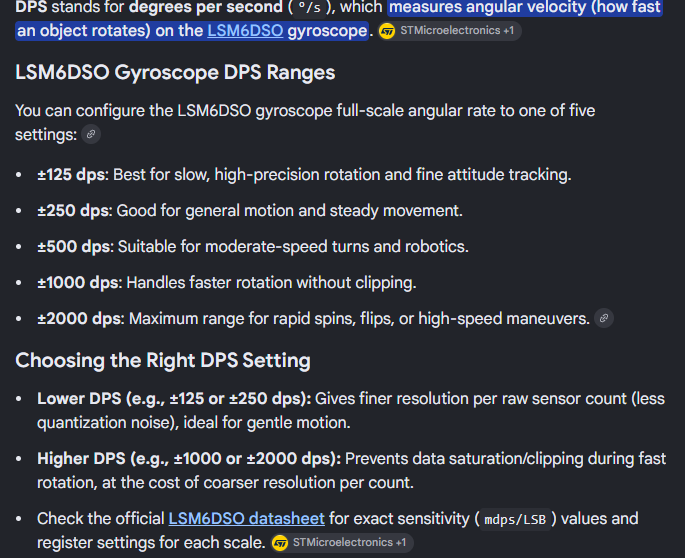 DPS stands for degrees per second ( º/s ), which measures angular velocity (how fast
an object rotates) on the LSM6DSO gyroscope. STMicroelectronics +1
LSM6DSO Gyroscope DPS Ranges
You can configure the LSM6DSO gyroscope full-scale angular rate to one of five
settings:
• ±125 dps: Best for slow, high-precision rotation and fine attitude tracking.
• ±250 dps: Good for general motion and steady movement.
• ±500 dps: Suitable for moderate-speed turns and robotics.
• ±1000 dps: Handles faster rotation without clipping.
• ±2000 dps: Maximum range for rapid spins, flips, or high-speed maneuvers.
Choosing the Right DPS Setting
• Lower DPS (e.g., ±125 or ±250 dps): Gives finer resolution per raw sensor count (less
quantization noise), ideal for gentle motion.
• Higher DPS (e.g., ±1000 or ±2000 dps): Prevents data saturation/clipping during fast
rotation, at the cost of coarser resolution per count.
• Check the official LSM6DSO datasheet for exact sensitivity ( mdps/LSB ) values and
register settings for each scale. STMicroelectronics +1